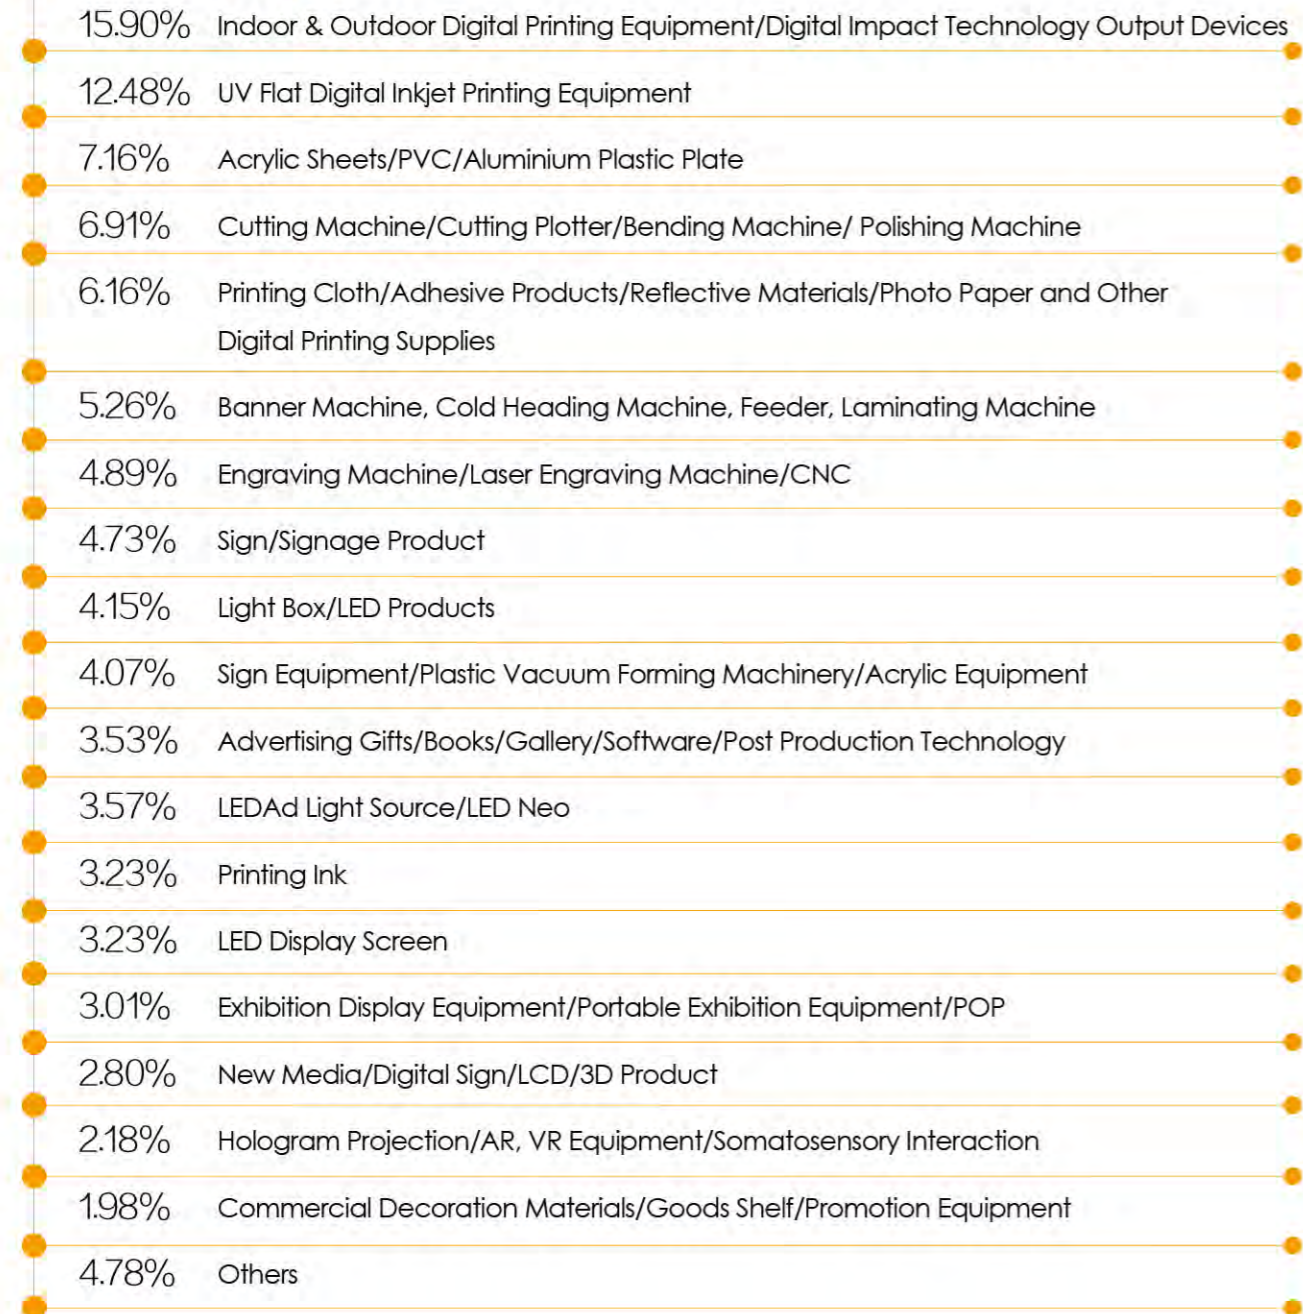 15.90% Indoor & Outdoor Digital Printing Equipment/Digital Impact Technology Output Devices
12.48% UV Flat Digital Inkjet Printing Equipment
7.16% Acrylic Sheets/PVC/Aluminium Plastic Plate
6.91% Cutting Machine/Cutting Plotter/Bending Machine/ Polishing Machine
6.16% Printing Cloth/Adhesive Products/Reflective Materials/Photo Paper and Other
Digital Printing Supplies
5.26% Banner Machine, Cold Heading Machine, Feeder, Laminating Machine
4.89% Engraving Machine/Laser Engraving Machine/CNC
4.73% Sign/Signage Product
4.15% Light Box/LED Products
4.07% Sign Equipment/Plastic Vacuum Forming Machinery/Acrylic Equipment
3.53% Advertising Gifts/Books/Gallery/Software/Post Production Technology
3.57% LEDAd Light Source/LED Neo
3.23% Printing Ink
3.23% LED Display Screen
3.01% Exhibition Display Equipment/Portable Exhibition Equipment/POP
2.80% New Media/Digital Sign/LCD/3D Product
2.18% Hologram Projection/AR, VR Equipment/Somatosensory Interaction
1.98% Commercial Decoration Materials/Goods Shelf/Promotion Equipment
4.78% Others